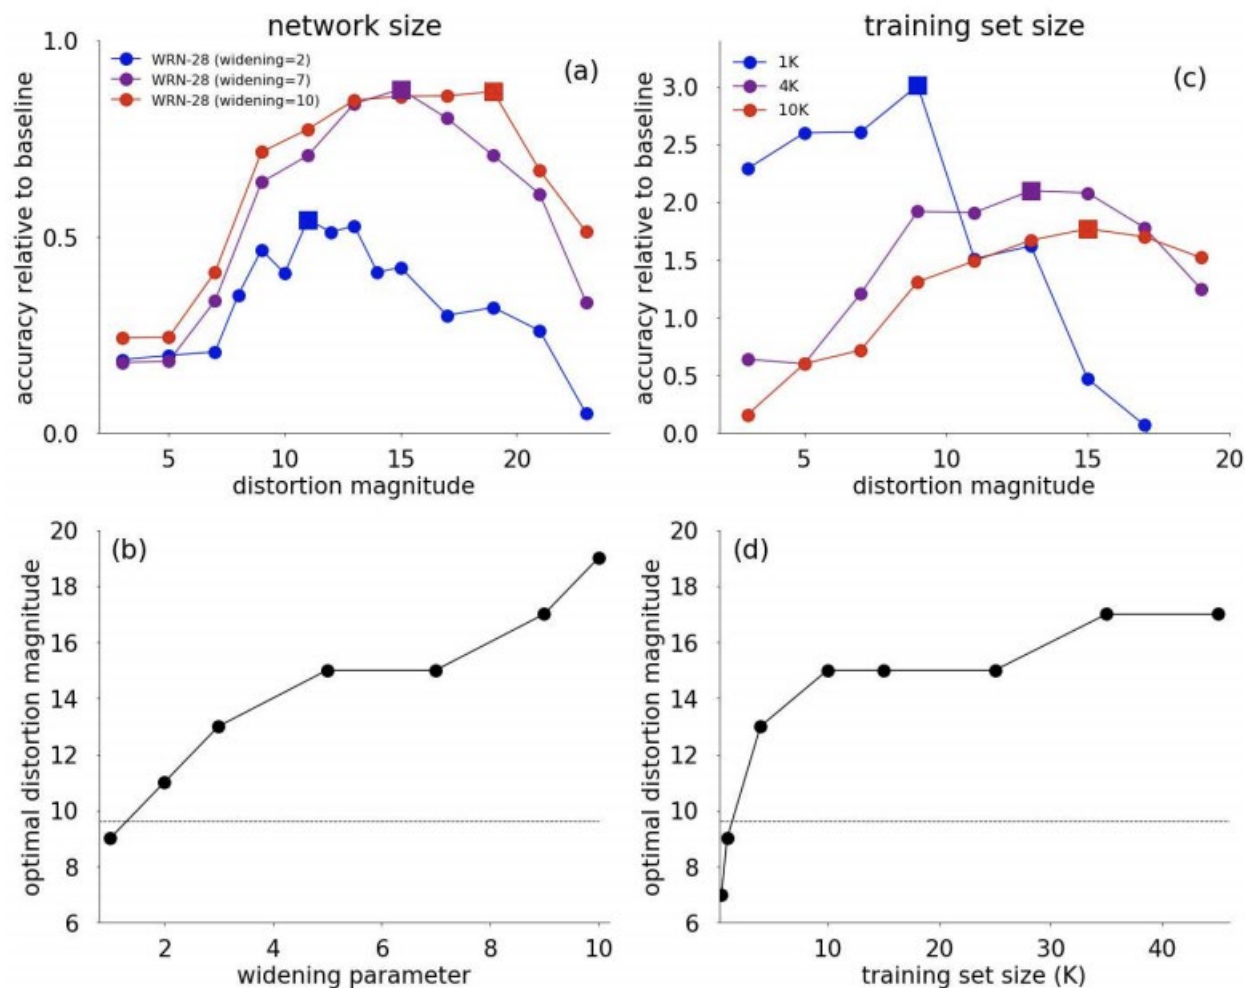 network size
1.0
0.5
0.0
accuracy relative to baseline
WRN-28 (widening=2)
WRN-28 (widening=7)
WRN-28 (widening=10)
(a)
5 10 15 20
distortion magnitude
training set size
3.0
2.5
2.0
1.5
1.0
0.5
0.0
accuracy relative to baseline
1K
4K
10K
(c)
5 10 15 20
distortion magnitude
(b)
20
18
16
14
12
10
8
6
optimal distortion magnitude
2 4 6 8 10
widening parameter
(d)
20
18
16
14
12
10
8
6
optimal distortion magnitude
10 20 30 40
training set size (K)